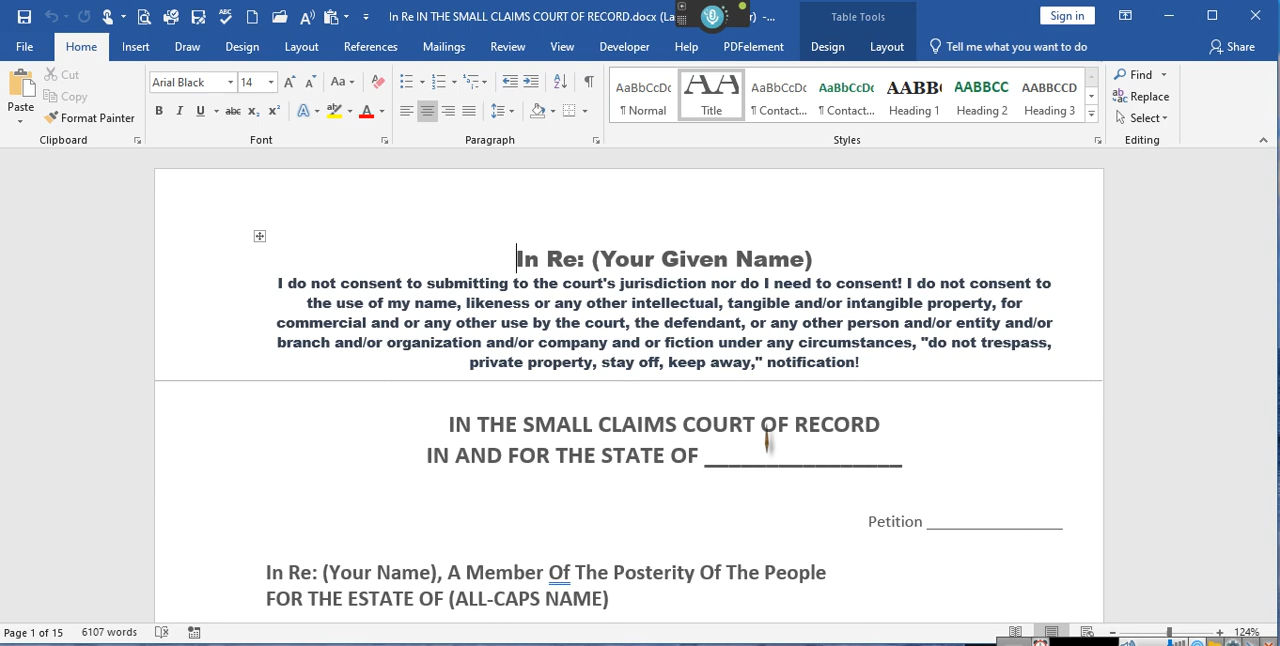 In Re IN THE SMALL CLAIMS COURT OF RECORD.docx (La
r) -...
Table Tools
Sign in
File Home Insert Draw Design Layout References Mailings Review View Developer Help PDFelement Design Layout Tell me what you want to do Share
Paste
Cut
Copy
Format Painter
Arial Black 14
AaBbCcDc AA AaBbCcDc AaBbCcDc AABB( AABBCC AABBCCD
¶ Normal Title ¶ Contact... ¶ Contact... Heading 1 Heading 2 Heading 3
Find
Replace
Select
Clipboard Font Paragraph Styles Editing
In Re: (Your Given Name)
I do not consent to submitting to the court's jurisdiction nor do I need to consent! I do not consent to
the use of my name, likeness or any other intellectual, tangible and/or intangible property, for
commercial and or any other use by the court, the defendant, or any other person and/or entity and/or
branch and/or organization and/or company and or fiction under any circumstances, "do not trespass,
private property, stay off, keep away," notification!
IN THE SMALL CLAIMS COURT OF RECORD
IN AND FOR THE STATE OF ________________
Petition ________________
In Re: (Your Name), A Member Of The Posterity Of The People
FOR THE ESTATE OF (ALL-CAPS NAME)
Page 1 of 15 6107 words 124%